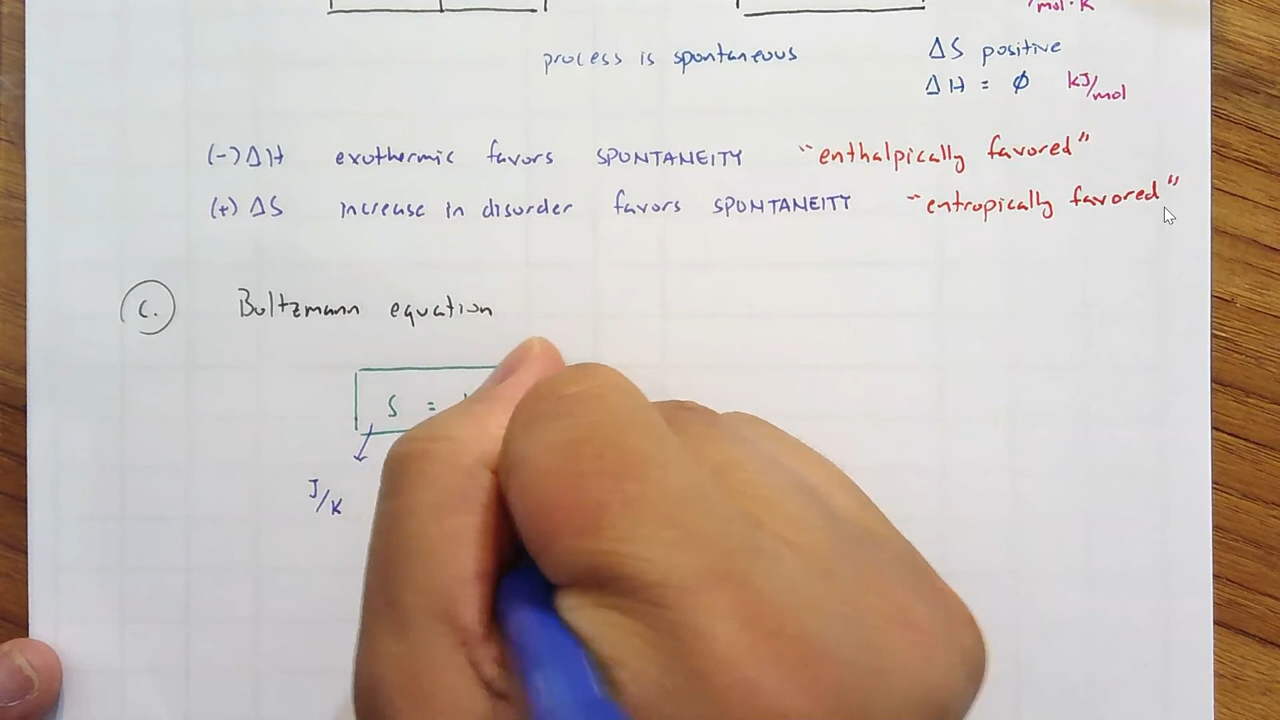 mol·K
process is spontaneous
ΔS positive
ΔH = ϕ kJ/mol
(-) ΔH exothermic favors SPONTANEITY "enthalpically favored"
(+) ΔS increase in disorder favors SPONTANEITY "entropically favored"
C. Boltzmann equation
S =
J/K